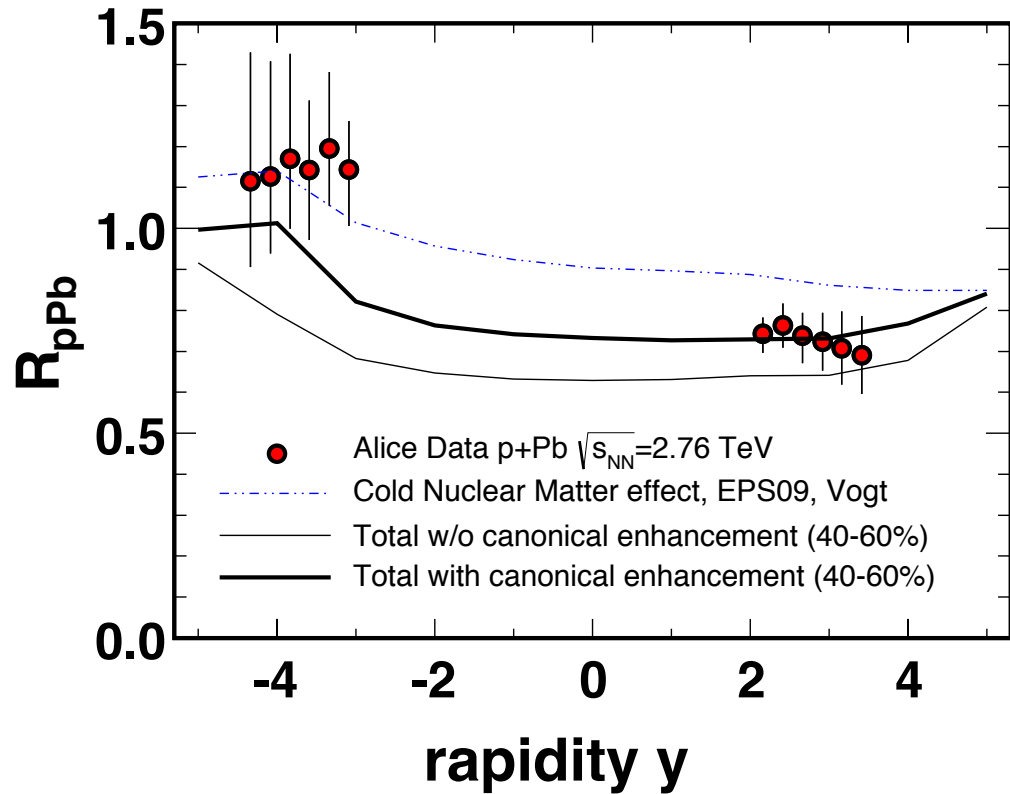 1.5
1.0
0.5
0.0
R_pPb
Alice Data p+Pb √s_NN=2.76 TeV
Cold Nuclear Matter effect, EPS09, Vogt
Total w/o canonical enhancement (40-60%)
Total with canonical enhancement (40-60%)
-4 -2 0 2 4
rapidity y